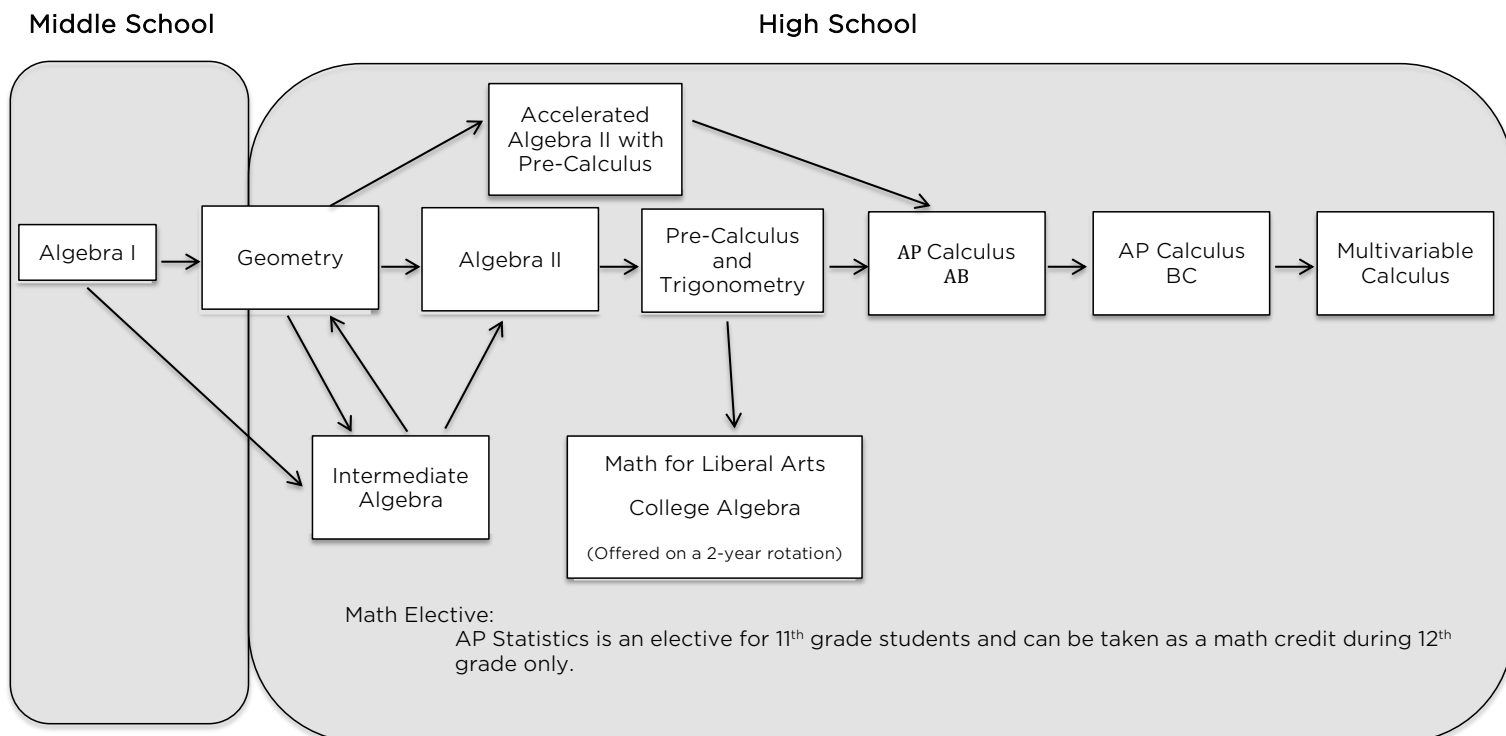 Middle School
High School
Accelerated
Algebra II with
Pre-Calculus
Algebra I
Geometry
Algebra II
Pre-Calculus
and
Trigonometry
AP Calculus
AB
AP Calculus
BC
Multivariable
Calculus
Intermediate
Algebra
Math for Liberal Arts
College Algebra
(Offered on a 2-year rotation)
Math Elective:
AP Statistics is an elective for 11th grade students and can be taken as a math credit during 12th
grade only.